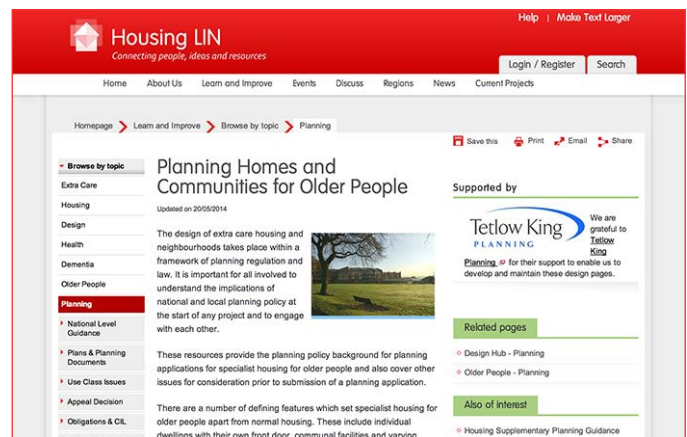 Help | Make Text Larger
Housing LIN
Connecting people, ideas and resources
Login / Register Search
Home About Us Learn and Improve Events Discuss Regions News Current Projects
Homepage Learn and Improve Browse by topic Planning
Save this Print Email Share
Browse by topic
Extra Care
Housing
Design
Health
Dementia
Older People
Planning
National Level
Guidance
Plans & Planning
Documents
Use Class Issues
Appeal Decision
Obligations & CIL
Planning Homes and
Communities for Older People
Updated on 20/05/2014
The design of extra care housing and
neighbourhoods takes place within a
framework of planning regulation and
law. It is important for all involved to
understand the implications of
national and local planning policy at
the start of any project and to engage
with each other.
These resources provide the planning policy background for planning
applications for specialist housing for older people and also cover other
issues for consideration prior to submission of a planning application.
There are a number of defining features which set specialist housing for
older people apart from normal housing. These include individual
dwellings with their own front door, communal facilities and varying
Supported by
Tetlow King
PLANNING
We are
grateful to
Tetlow
King
Planning for their support to enable us to
develop and maintain these design pages.
Related pages
Design Hub - Planning
Older People - Planning
Also of interest
Housing Supplementary Planning Guidance